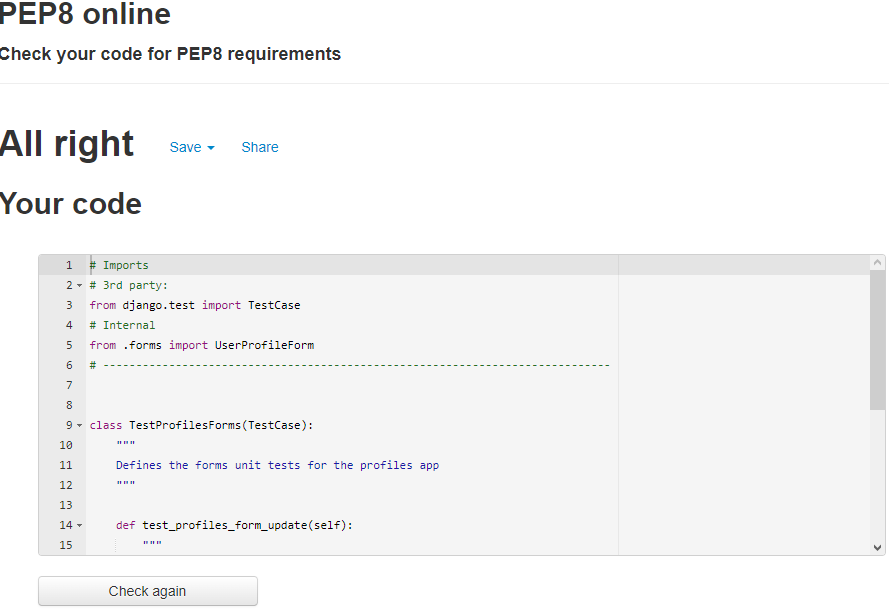 PEP8 online
Check your code for PEP8 requirements
All right Save Share
Your code
1 # Imports
2 # 3rd party:
3 from django.test import TestCase
4 # Internal
5 from .forms import UserProfileForm
6 # -----------------------------------------------------------------------------
7
8
9 class TestProfilesForms(TestCase):
10 """
11 Defines the forms unit tests for the profiles app
12 """
13
14 def test_profiles_form_update(self):
15 """
Check again